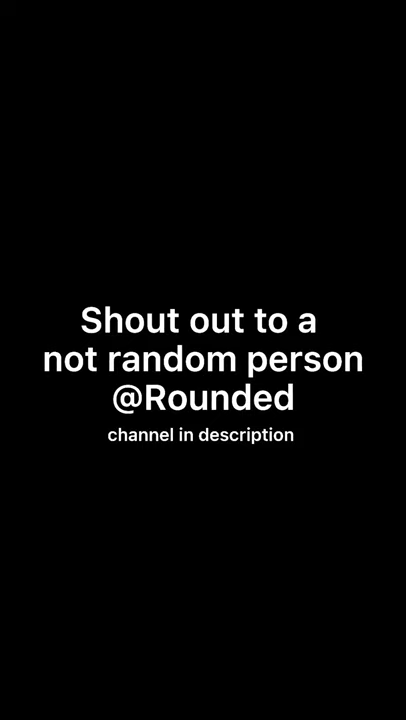 Shout out to a
not random person
@Rounded
channel in description